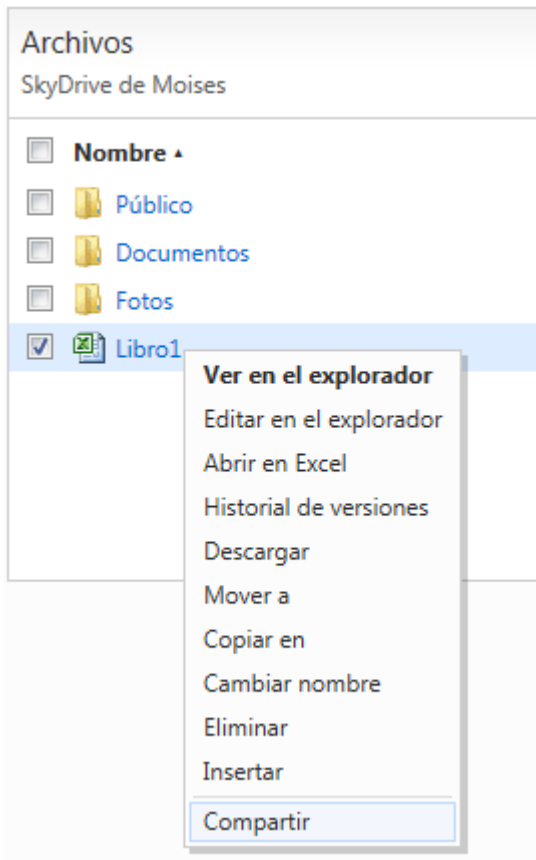 Archivos
SkyDrive de Moises
Nombre
Público
Documentos
Fotos
Libro1
Ver en el explorador
Editar en el explorador
Abrir en Excel
Historial de versiones
Descargar
Mover a
Copiar en
Cambiar nombre
Eliminar
Insertar
Compartir